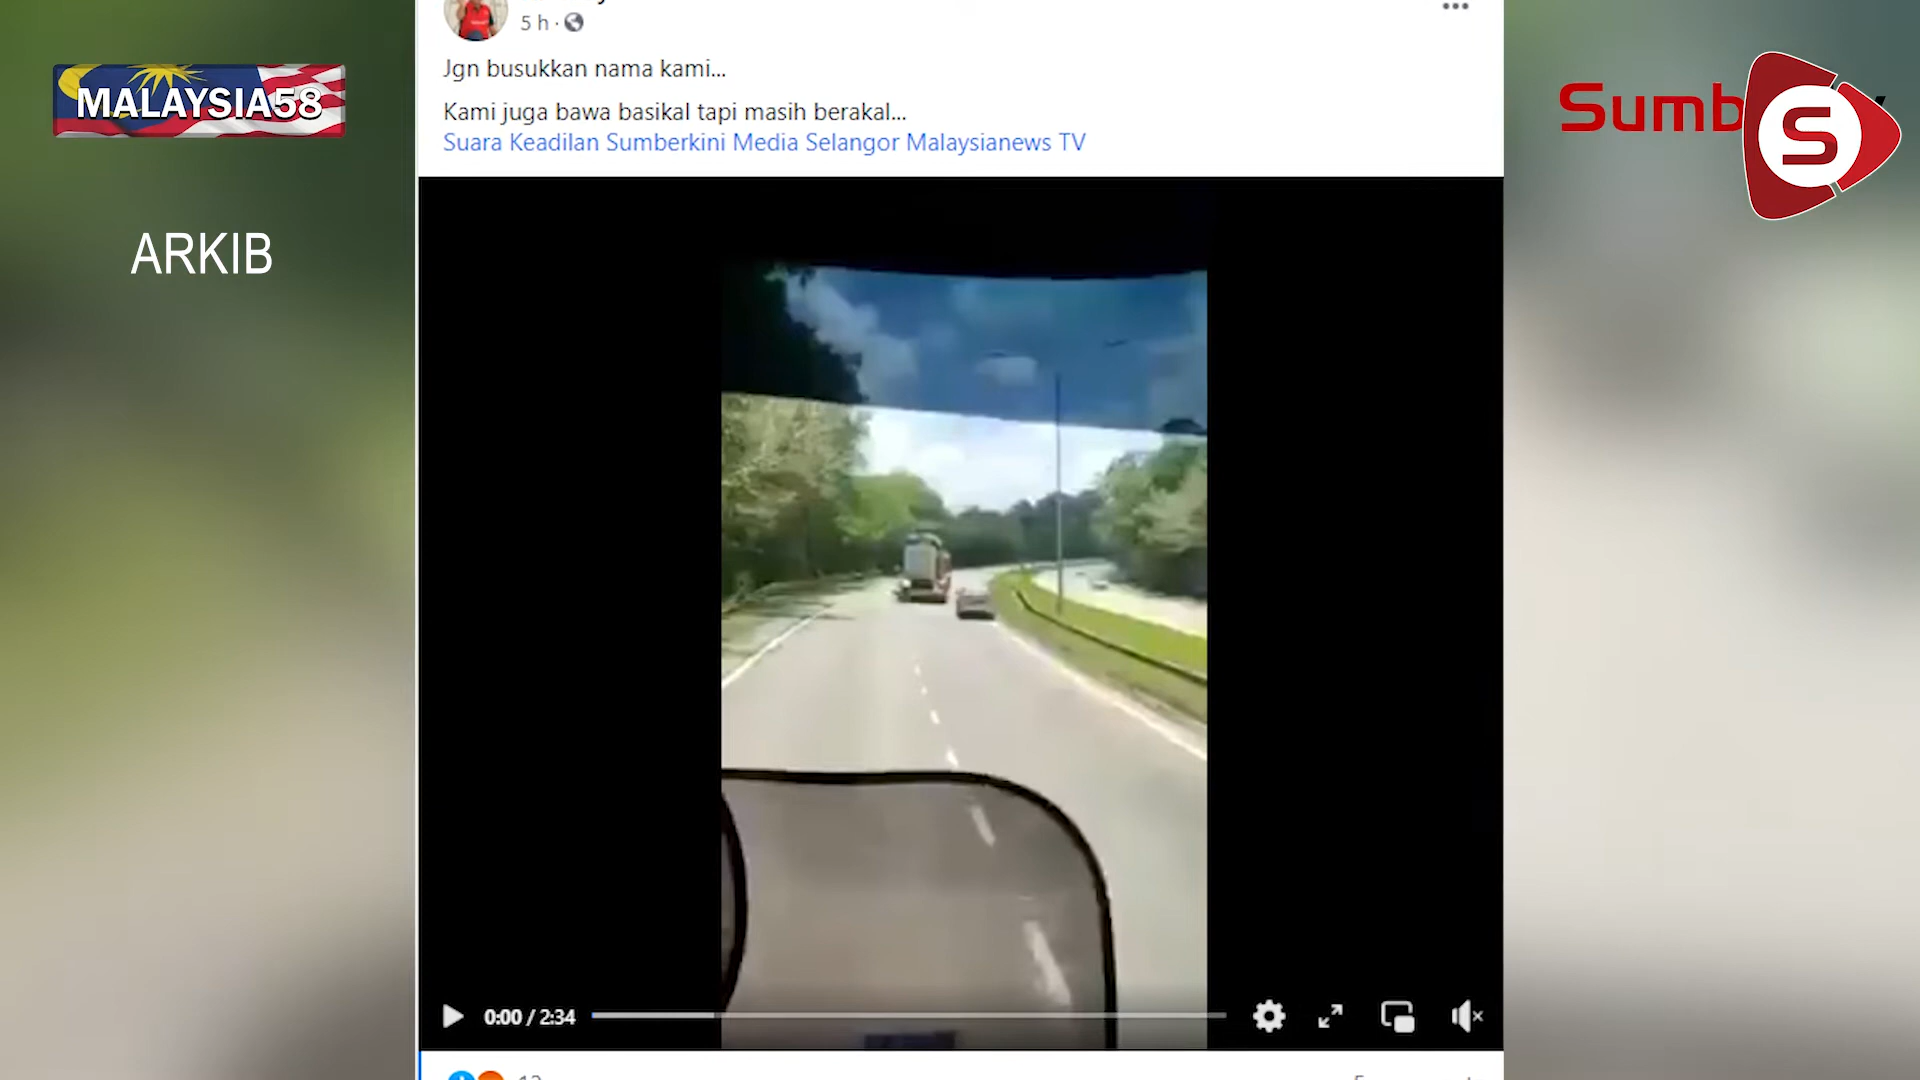 5 h
MALAYSIA58
Jgn busukkan nama kami...
Kami juga bawa basikal tapi masih berakal...
Suara Keadilan Sumberkini Media Selangor Malaysianews TV
Sumb
S
ARKIB
0:00 / 2:34